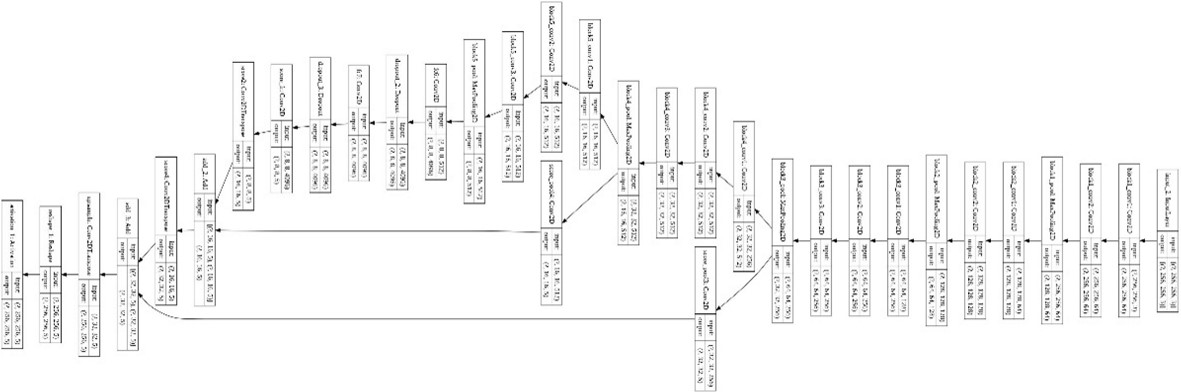 input_2: InputLayer
input: [(?, 256, 256, 3)]
output: [(?, 256, 256, 3)]
block1_conv1: Conv2D
input: (?, 256, 256, 3)
output: (?, 256, 256, 64)
block1_conv2: Conv2D
input: (?, 256, 256, 64)
output: (?, 256, 256, 64)
block1_pool: MaxPooling2D
input: (?, 256, 256, 64)
output: (?, 128, 128, 64)
block2_conv1: Conv2D
input: (?, 128, 128, 64)
output: (?, 128, 128, 128)
block2_conv2: Conv2D
input: (?, 128, 128, 128)
output: (?, 128, 128, 128)
block2_pool: MaxPooling2D
input: (?, 128, 128, 128)
output: (?, 64, 64, 128)
block3_conv1: Conv2D
input: (?, 64, 64, 128)
output: (?, 64, 64, 256)
block3_conv2: Conv2D
input: (?, 64, 64, 256)
output: (?, 64, 64, 256)
block3_conv3: Conv2D
input: (?, 64, 64, 256)
output: (?, 64, 64, 256)
block3_pool: MaxPooling2D
input: (?, 64, 64, 256)
output: (?, 32, 32, 256)
block4_conv1: Conv2D
input: (?, 32, 32, 256)
output: (?, 32, 32, 512)
score_pool3: Conv2D
input: (?, 32, 32, 256)
output: (?, 32, 32, 5)
block4_conv2: Conv2D
input: (?, 32, 32, 512)
output: (?, 32, 32, 512)
block4_conv3: Conv2D
input: (?, 32, 32, 512)
output: (?, 32, 32, 512)
block4_pool: MaxPooling2D
input: (?, 32, 32, 512)
output: (?, 16, 16, 512)
block5_conv1: Conv2D
input: (?, 16, 16, 512)
output: (?, 16, 16, 512)
block5_conv2: Conv2D
input: (?, 16, 16, 512)
output: (?, 16, 16, 512)
score_pool4: Conv2D
input: (?, 16, 16, 512)
output: (?, 16, 16, 5)
block5_conv3: Conv2D
input: (?, 16, 16, 512)
output: (?, 16, 16, 512)
block5_pool: MaxPooling2D
input: (?, 16, 16, 512)
output: (?, 8, 8, 512)
fc6: Conv2D
input: (?, 8, 8, 512)
output: (?, 8, 8, 4096)
dropout_2: Dropout
input: (?, 8, 8, 4096)
output: (?, 8, 8, 4096)
fc7: Conv2D
input: (?, 8, 8, 4096)
output: (?, 8, 8, 4096)
dropout_3: Dropout
input: (?, 8, 8, 4096)
output: (?, 8, 8, 4096)
score_1: Conv2D
input: (?, 8, 8, 4096)
output: (?, 8, 8, 5)
score2: Conv2DTranspose
input: (?, 8, 8, 5)
output: (?, 16, 16, 5)
add_2: Add
input: [(?, 16, 16, 5), (?, 16, 16, 5)]
output: (?, 16, 16, 5)
score4: Conv2DTranspose
input: (?, 16, 16, 5)
output: (?, 32, 32, 5)
add_3: Add
input: [(?, 32, 32, 5), (?, 32, 32, 5)]
output: (?, 32, 32, 5)
upsample: Conv2DTranspose
input: (?, 32, 32, 5)
output: (?, 256, 256, 5)
reshape_1: Reshape
input: (?, 256, 256, 5)
output: (?, 256, 256, 5)
activation_1: Activation
input: (?, 256, 256, 5)
output: (?, 256, 256, 5)